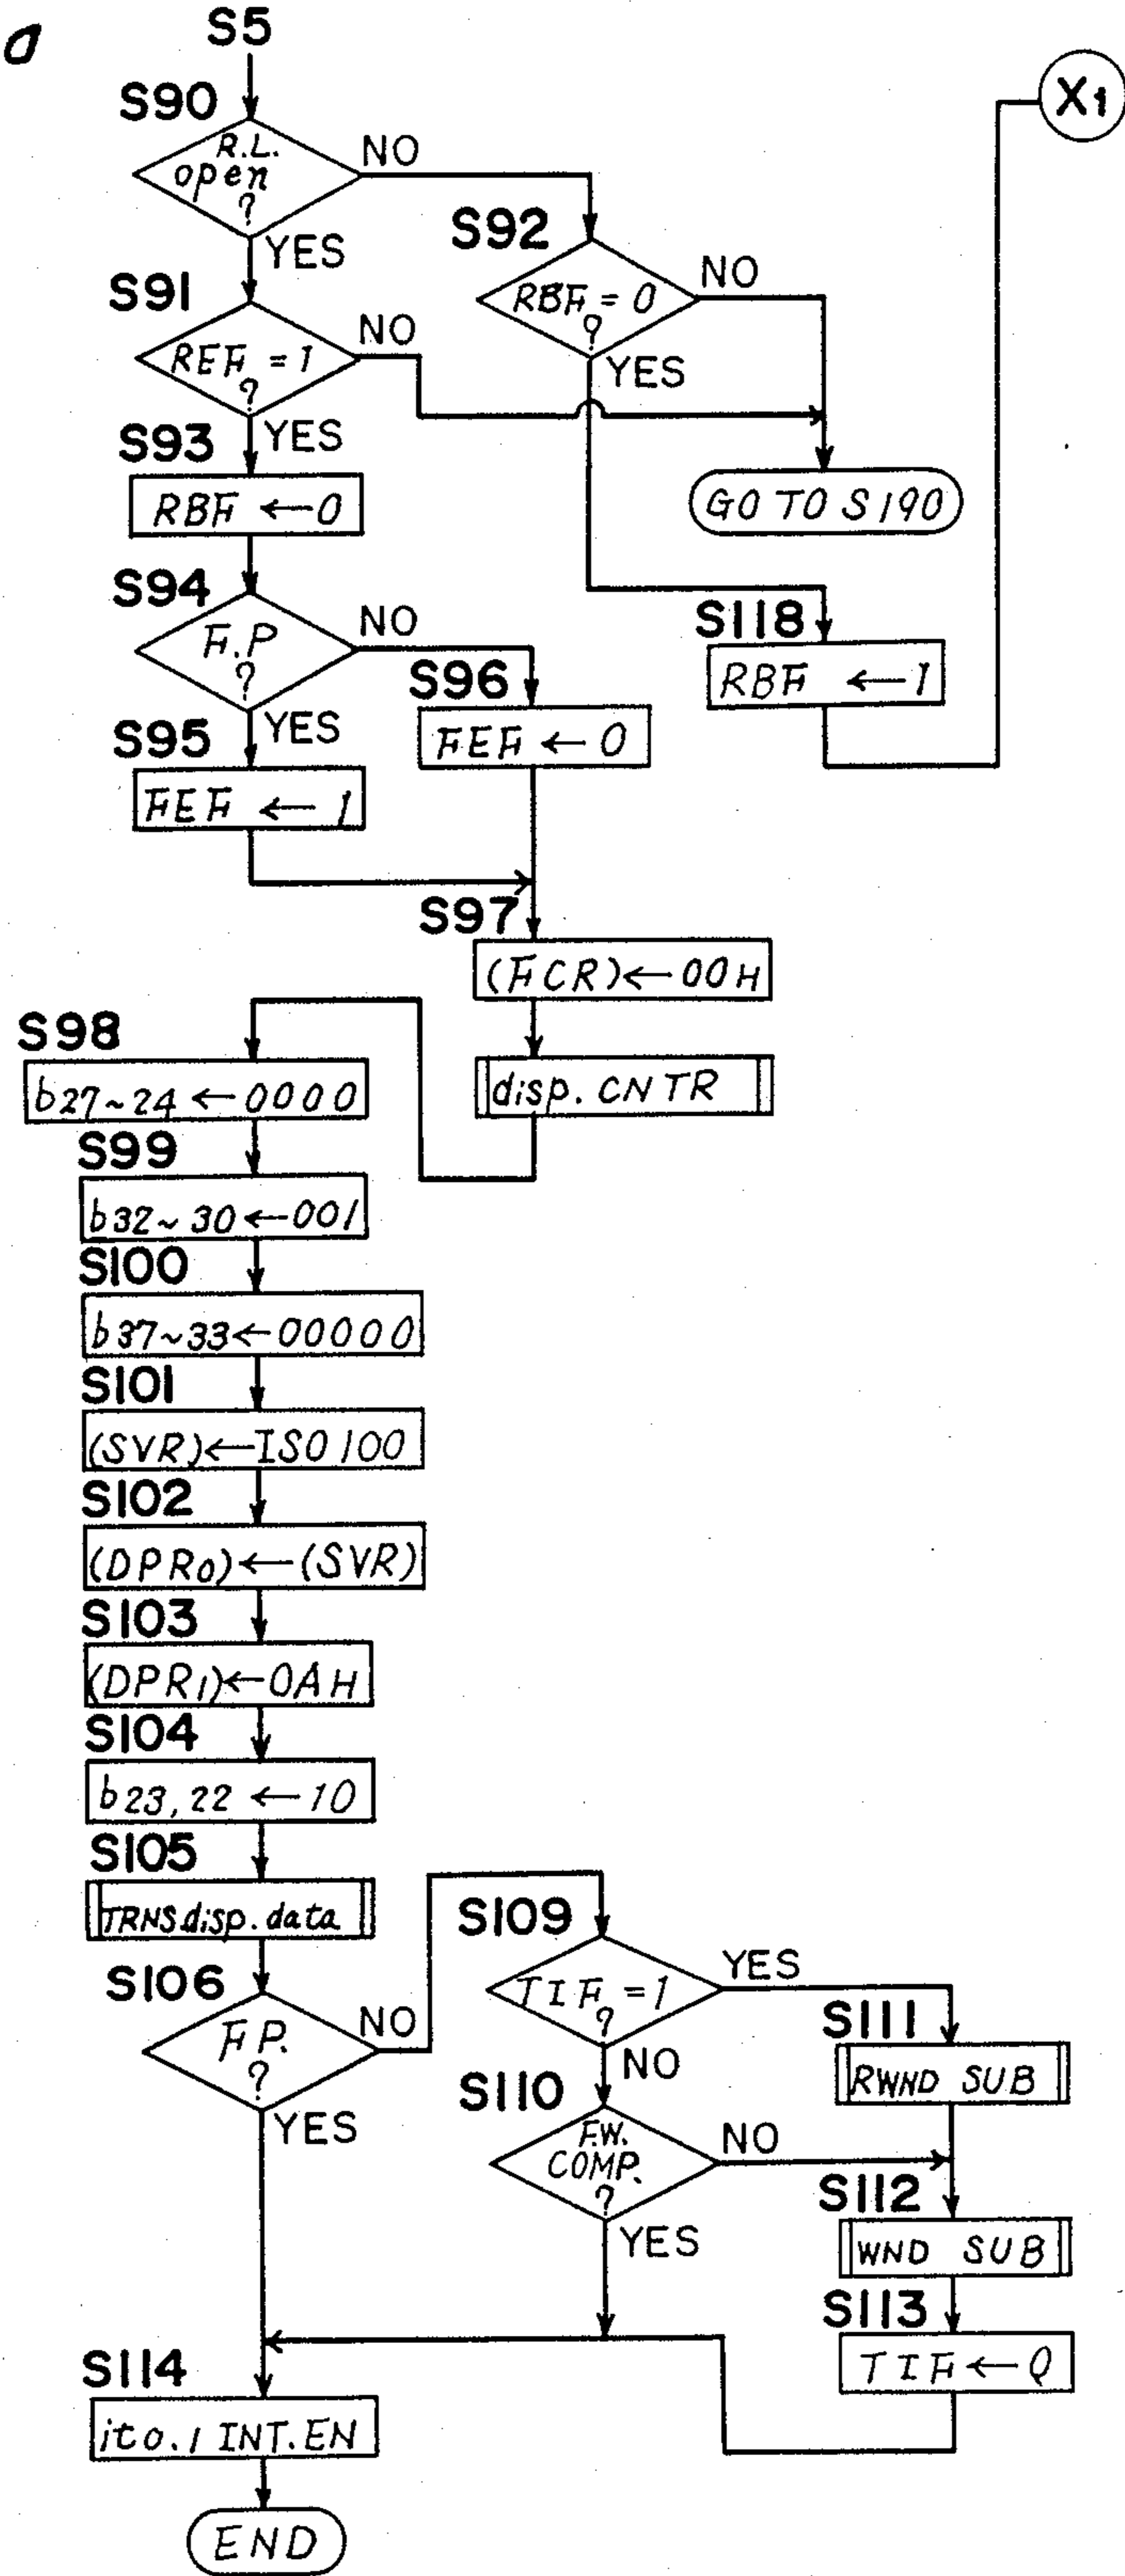 a
S5
X1
S90
R.L.
open
?
NO
YES
S92
RBF = 0
?
NO
YES
S91
REF = 1
?
NO
YES
GO TO S190
S93
RBF ← 0
S94
F.P
?
NO
YES
S96
FEF ← 0
S118
RBF ← 1
S95
FEF ← 1
S97
(FCR) ← 00H
disp. CNTR
S98
b27~24 ← 0000
S99
b32~30 ← 001
S100
b37~33 ← 00000
S101
(SVR) ← ISO 100
S102
(DPR0) ← (SVR)
S103
(DPR1) ← 0AH
S104
b23,22 ← 10
S105
TRNS disp. data
S106
F.P.
?
NO
YES
S109
TIF = 1
?
YES
NO
S111
RWND SUB
S110
F.W.
COMP.
?
NO
YES
S112
WND SUB
S113
TIF ← 0
S114
it0.1 INT.EN
END